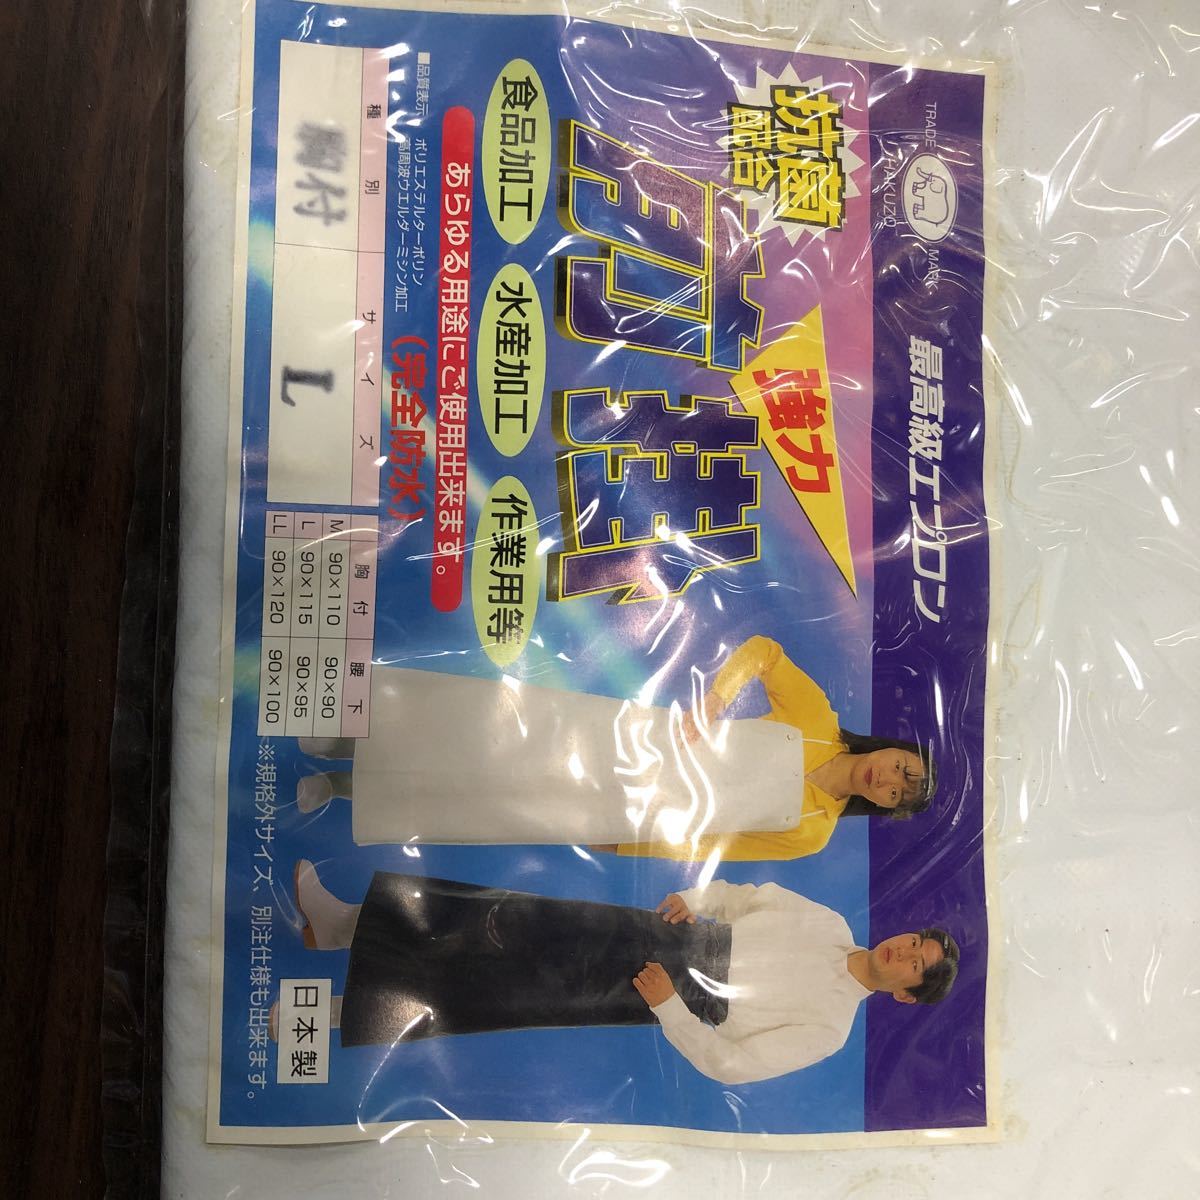 TRADE MARK
HAKUZO
最高級エプロン
抗菌
配合
強力
前掛
食品加工
水産加工
作業用等
あらゆる用途にご使用出来ます。
(完全防水)
■品質表示 ポリエステルターポリン
高周波ウエルダーミシン加工
種別 サイズ
胸付 L
胸付 腰下
M 90×110 90×90
L 90×115 90×95
LL 90×120 90×100
※規格外サイズ、別注仕様も出来ます。
日本製